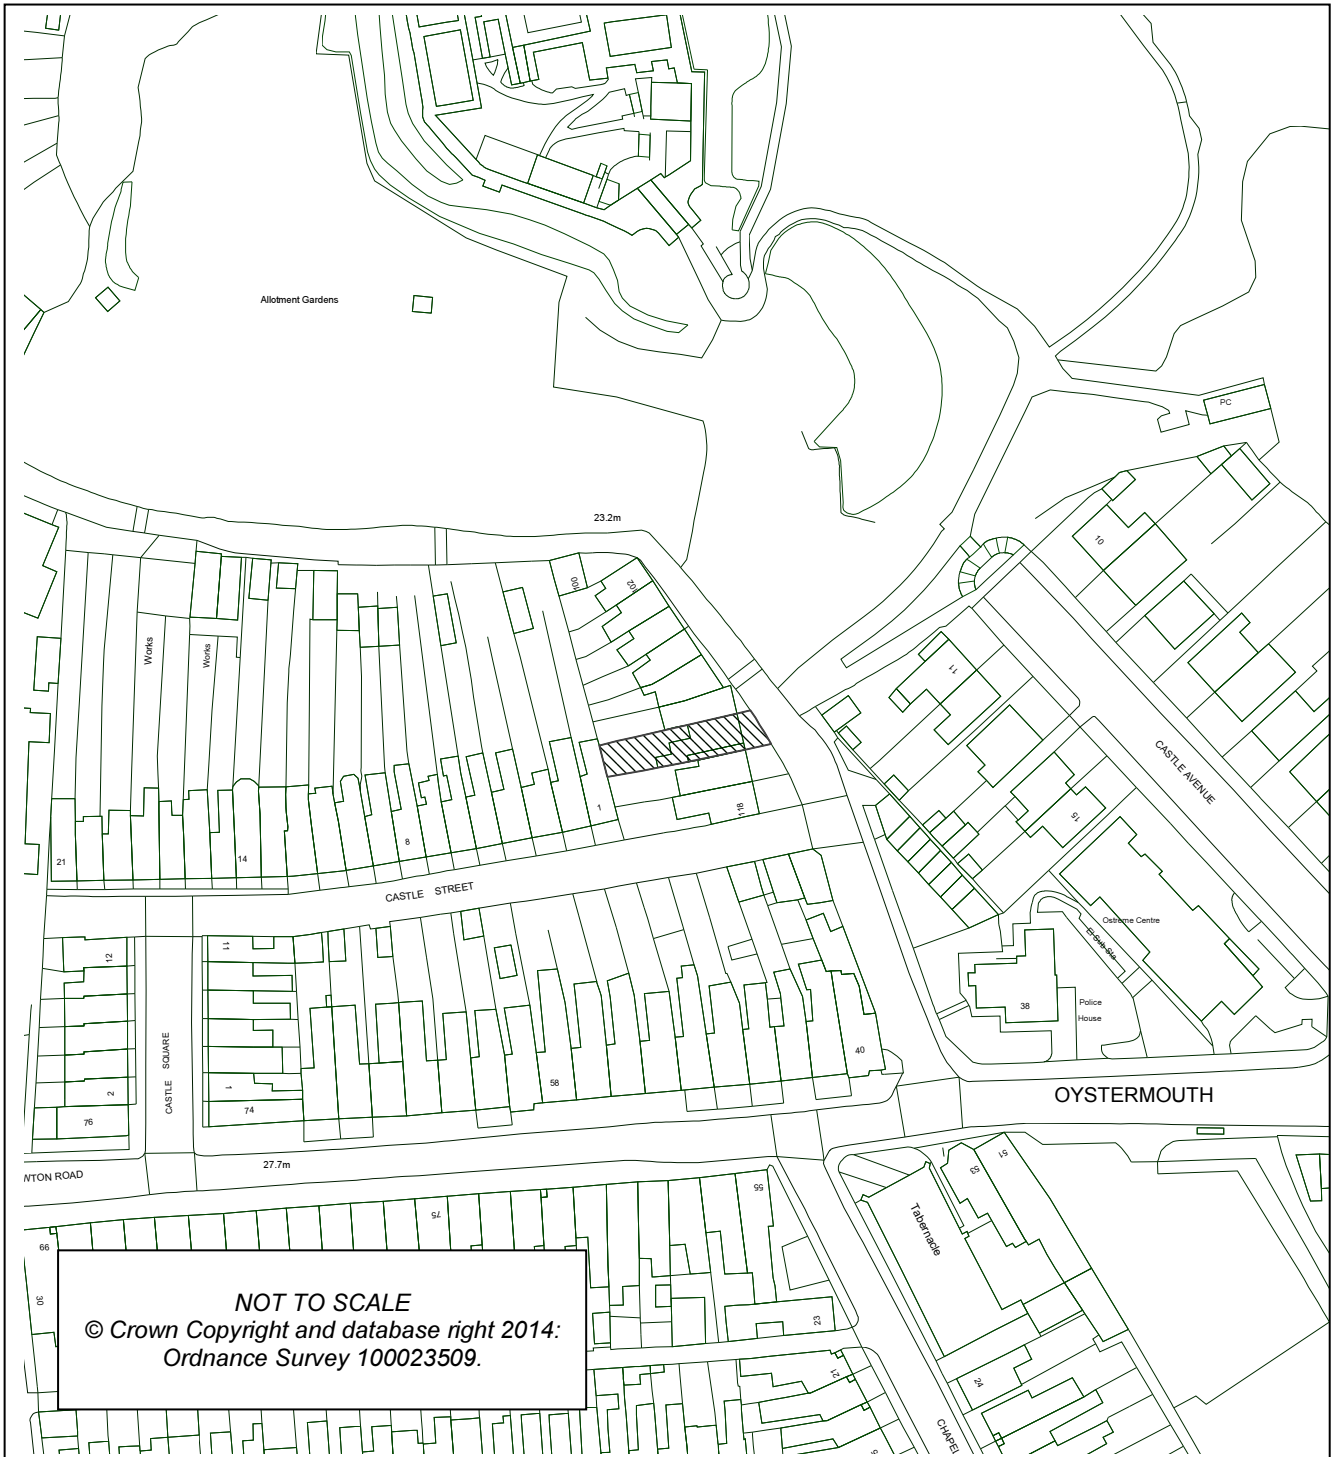 Allotment Gardens
PC
23.2m
10
100
102
Works
Works
11
CASTLE AVENUE
15
1
118
8
14
21
CASTLE STREET
Ostreme Centre
El Sub Sta
12
11
38
Police
House
CASTLE SQUARE
40
58
2
1
74
76
OYSTERMOUTH
27.7m
WTON ROAD
51
53
55
75
Tabernacle
99
30
23
NOT TO SCALE
© Crown Copyright and database right 2014:
Ordnance Survey 100023509.
21
24
CHAPEL